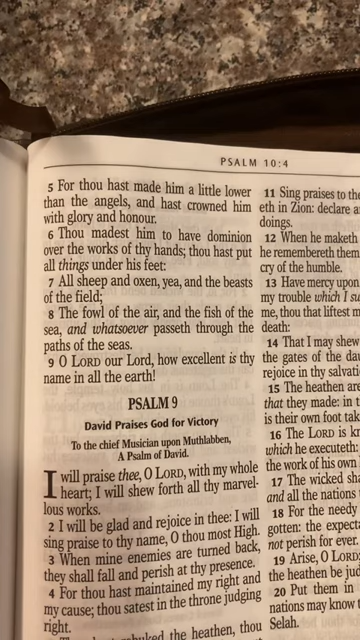 PSALM 10:4
5 For thou hast made him a little lower
than the angels, and hast crowned him
with glory and honour.
6 Thou madest him to have dominion
over the works of thy hands; thou hast put
all things under his feet:
7 All sheep and oxen, yea, and the beasts
of the field;
8 The fowl of the air, and the fish of the
sea, and whatsoever passeth through the
paths of the seas.
9 O LORD our Lord, how excellent is thy
name in all the earth!
PSALM 9
David Praises God for Victory
To the chief Musician upon Muthlabben,
A Psalm of David.
I will praise thee, O LORD, with my whole
heart; I will shew forth all thy marvel-
lous works.
2 I will be glad and rejoice in thee: I will
sing praise to thy name, O thou most High.
3 When mine enemies are turned back,
they shall fall and perish at thy presence.
4 For thou hast maintained my right and
my cause; thou satest in the throne judging
right.
rebuked the heathen, thou
11 Sing praises to the
eth in Zion: declare
doings.
12 When he maketh
he remembereth them
cry of the humble.
13 Have mercy upon
my trouble which I
me, thou that liftest
death:
14 That I may shew
the gates of the
rejoice in thy
15 The heathen are
that they made: in
is their own foot
16 The LORD is
which he executeth:
the work of his own
17 The wicked
and all the nations
18 For the needy
gotten: the
not perish for ever.
19 Arise, O LORD
the heathen be
20 Put them in
nations may know
Selah.